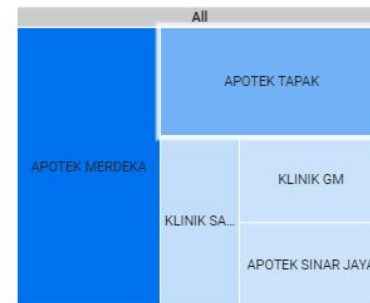 All
APOTEK TAPAK
APOTEK MERDEKA
KLINIK GM
KLINIK SA...
APOTEK SINAR JAYA